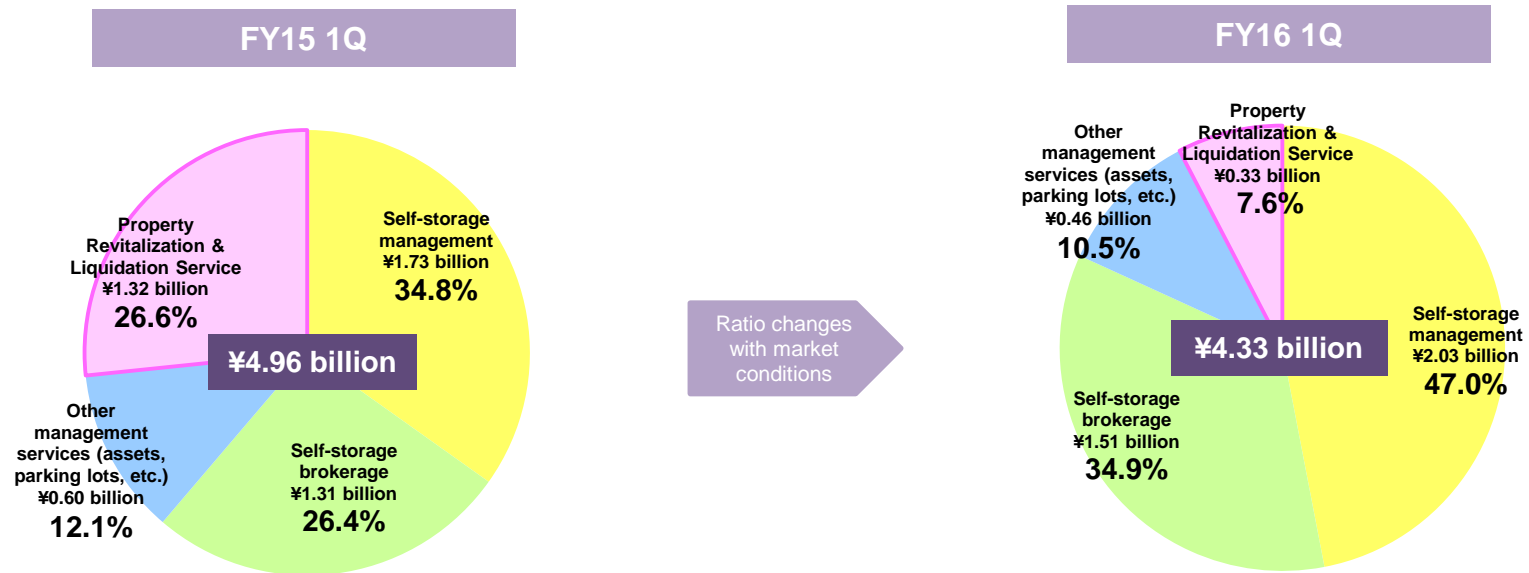 FY15 1Q
Property
Revitalization &
Liquidation Service
¥1.32 billion
26.6%
Self-storage
management
¥1.73 billion
34.8%
¥4.96 billion
Other
management
services (assets,
parking lots, etc.)
¥0.60 billion
12.1%
Self-storage
brokerage
¥1.31 billion
26.4%
Ratio changes
with market
conditions
FY16 1Q
Other
management
services (assets,
parking lots, etc.)
¥0.46 billion
10.5%
Property
Revitalization &
Liquidation Service
¥0.33 billion
7.6%
¥4.33 billion
Self-storage
management
¥2.03 billion
47.0%
Self-storage
brokerage
¥1.51 billion
34.9%